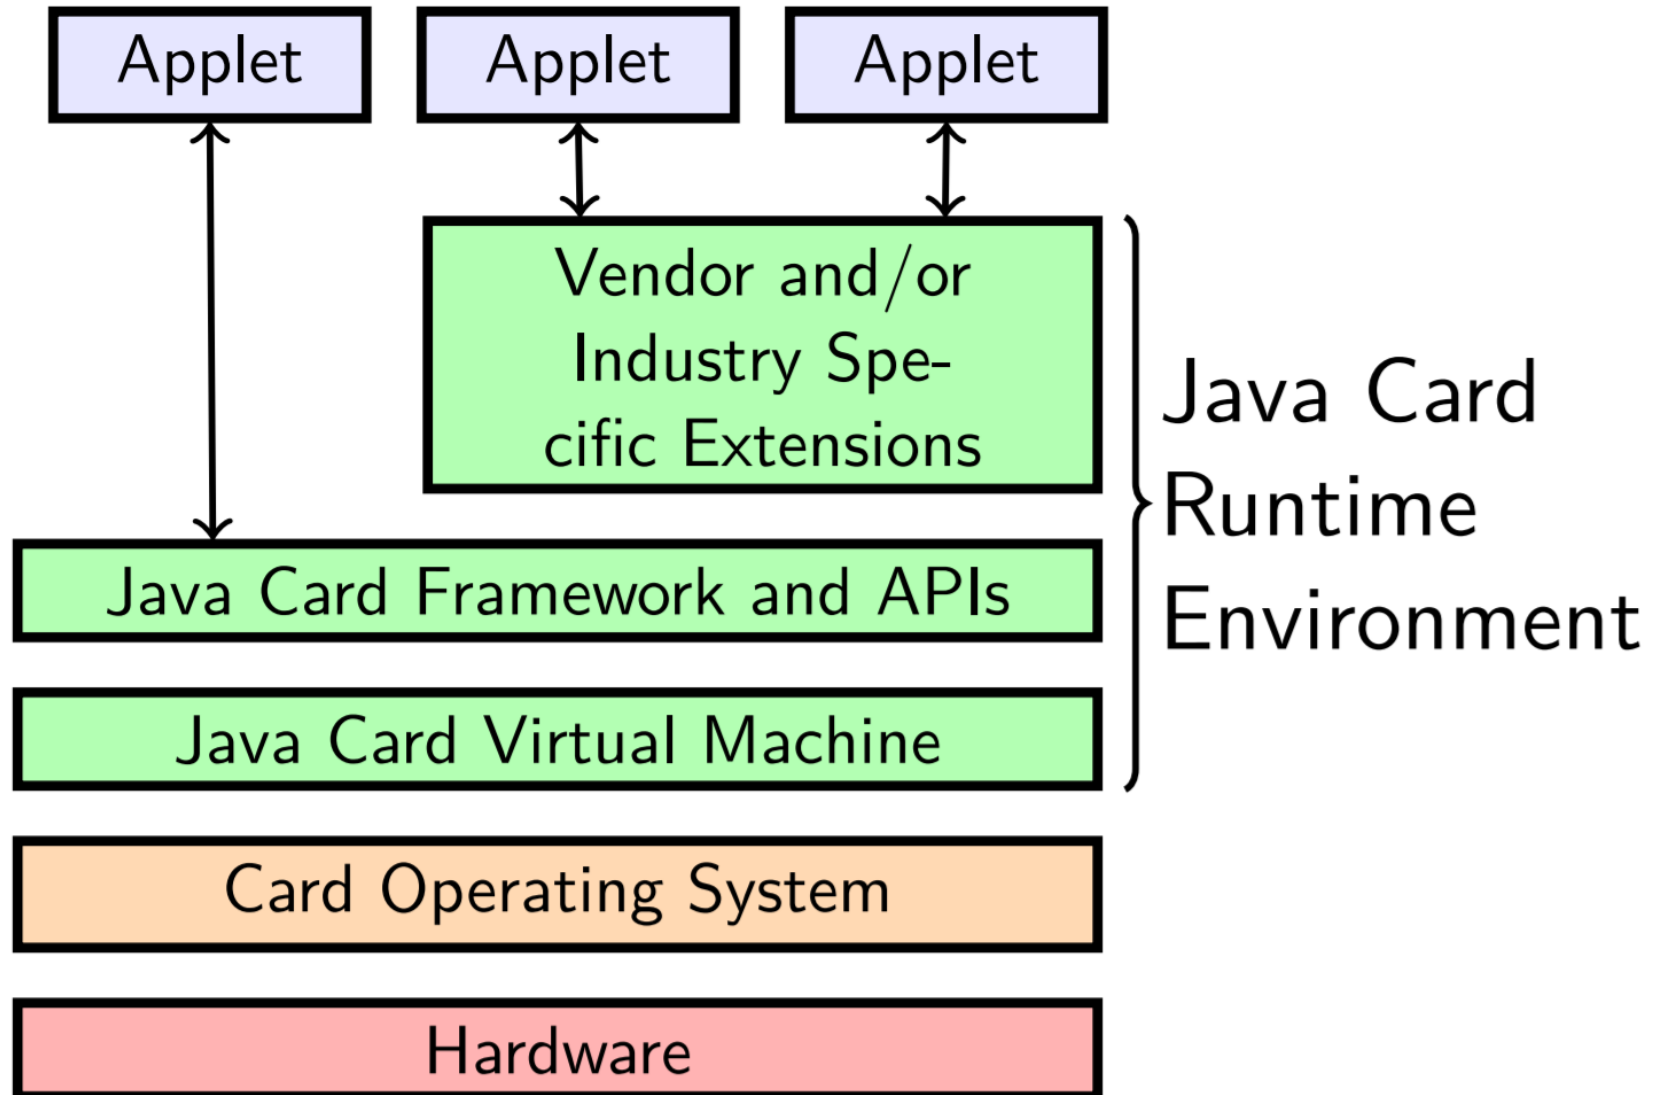 Applet
Applet
Applet
Vendor and/or
Industry Spe-
cific Extensions
Java Card
Runtime
Environment
Java Card Framework and APIs
Java Card Virtual Machine
Card Operating System
Hardware